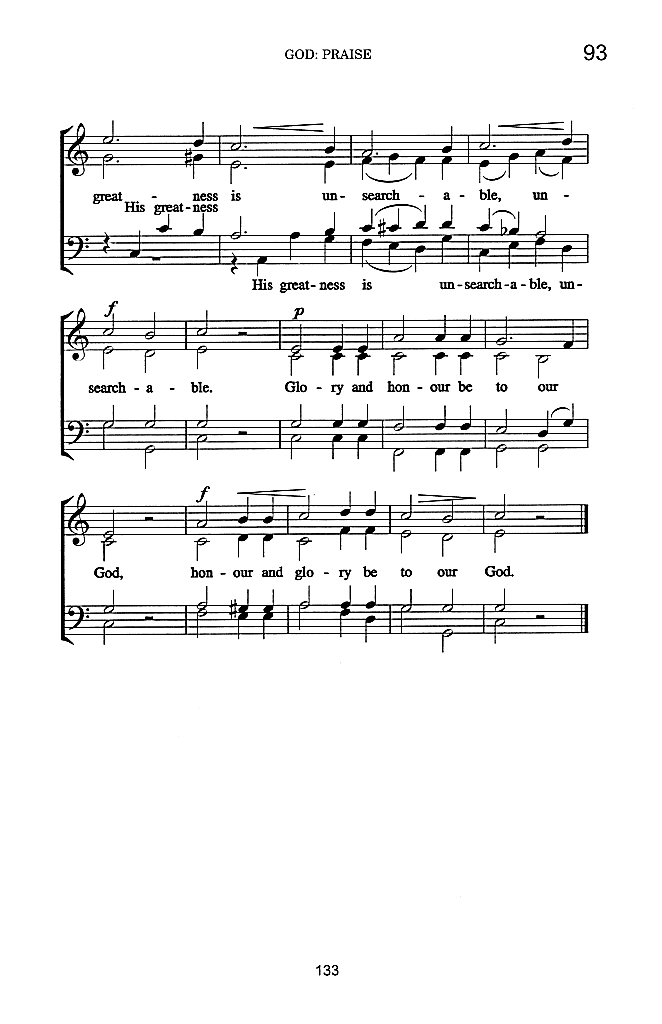 GOD: PRAISE
93
great - ness is un- search - a - ble, un -
His great-ness
His great-ness is un-search-a-ble, un-
f
p
search - a - ble. Glo - ry and hon - our be to our
f
God, hon - our and glo - ry be to our God.
133